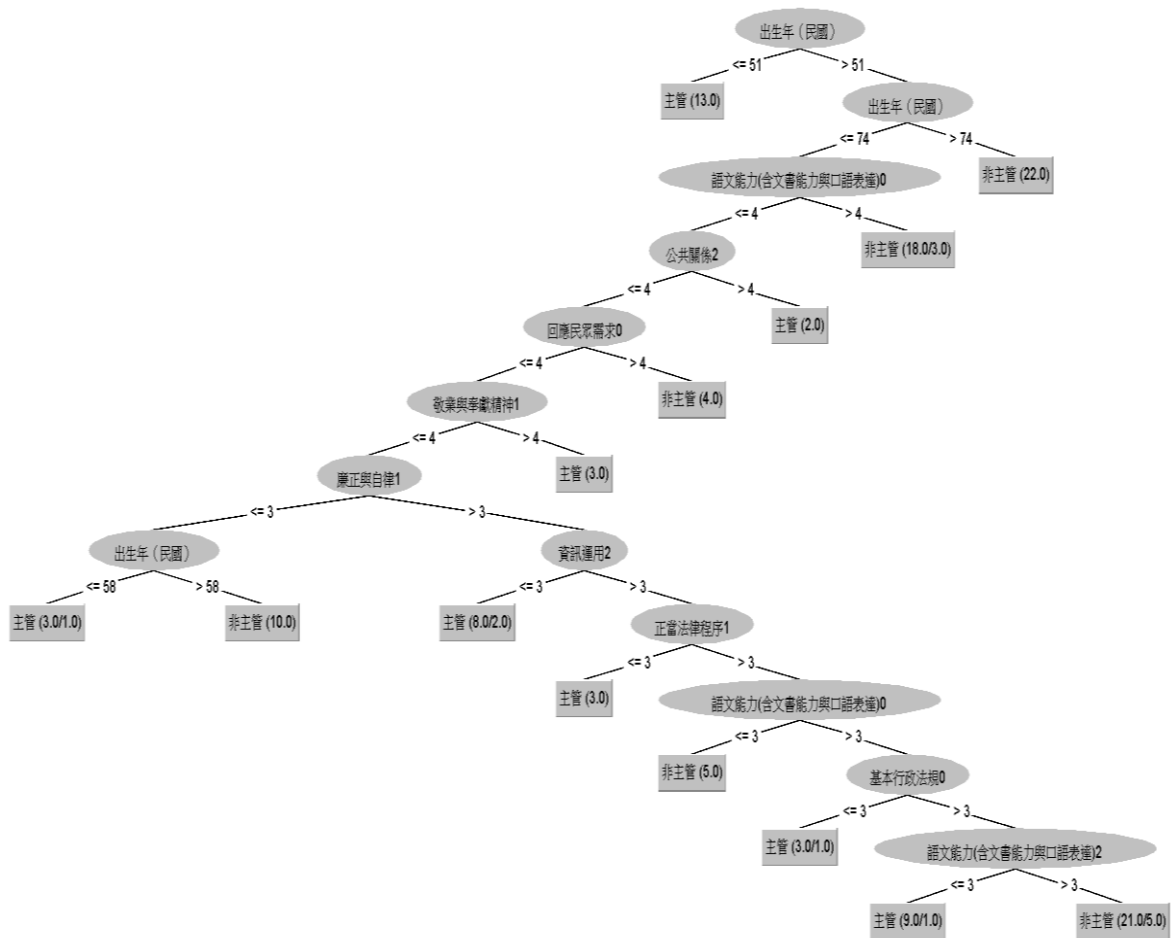 出生年（民國）
<= 51
> 51
主管 (13.0)
出生年（民國）
<= 74
> 74
語文能力(含文書能力與口語表達)0
非主管 (22.0)
<= 4
> 4
公共關係2
非主管 (18.0/3.0)
<= 4
> 4
回應民眾需求0
主管 (2.0)
<= 4
> 4
敬業與奉獻精神1
非主管 (4.0)
<= 4
> 4
廉正與自律1
主管 (3.0)
<= 3
> 3
出生年（民國）
資訊運用2
<= 58
> 58
<= 3
> 3
主管 (3.0/1.0)
非主管 (10.0)
主管 (8.0/2.0)
正當法律程序1
<= 3
> 3
主管 (3.0)
語文能力(含文書能力與口語表達)0
<= 3
> 3
非主管 (5.0)
基本行政法規0
<= 3
> 3
主管 (3.0/1.0)
語文能力(含文書能力與口語表達)2
<= 3
> 3
主管 (9.0/1.0)
非主管 (21.0/5.0)